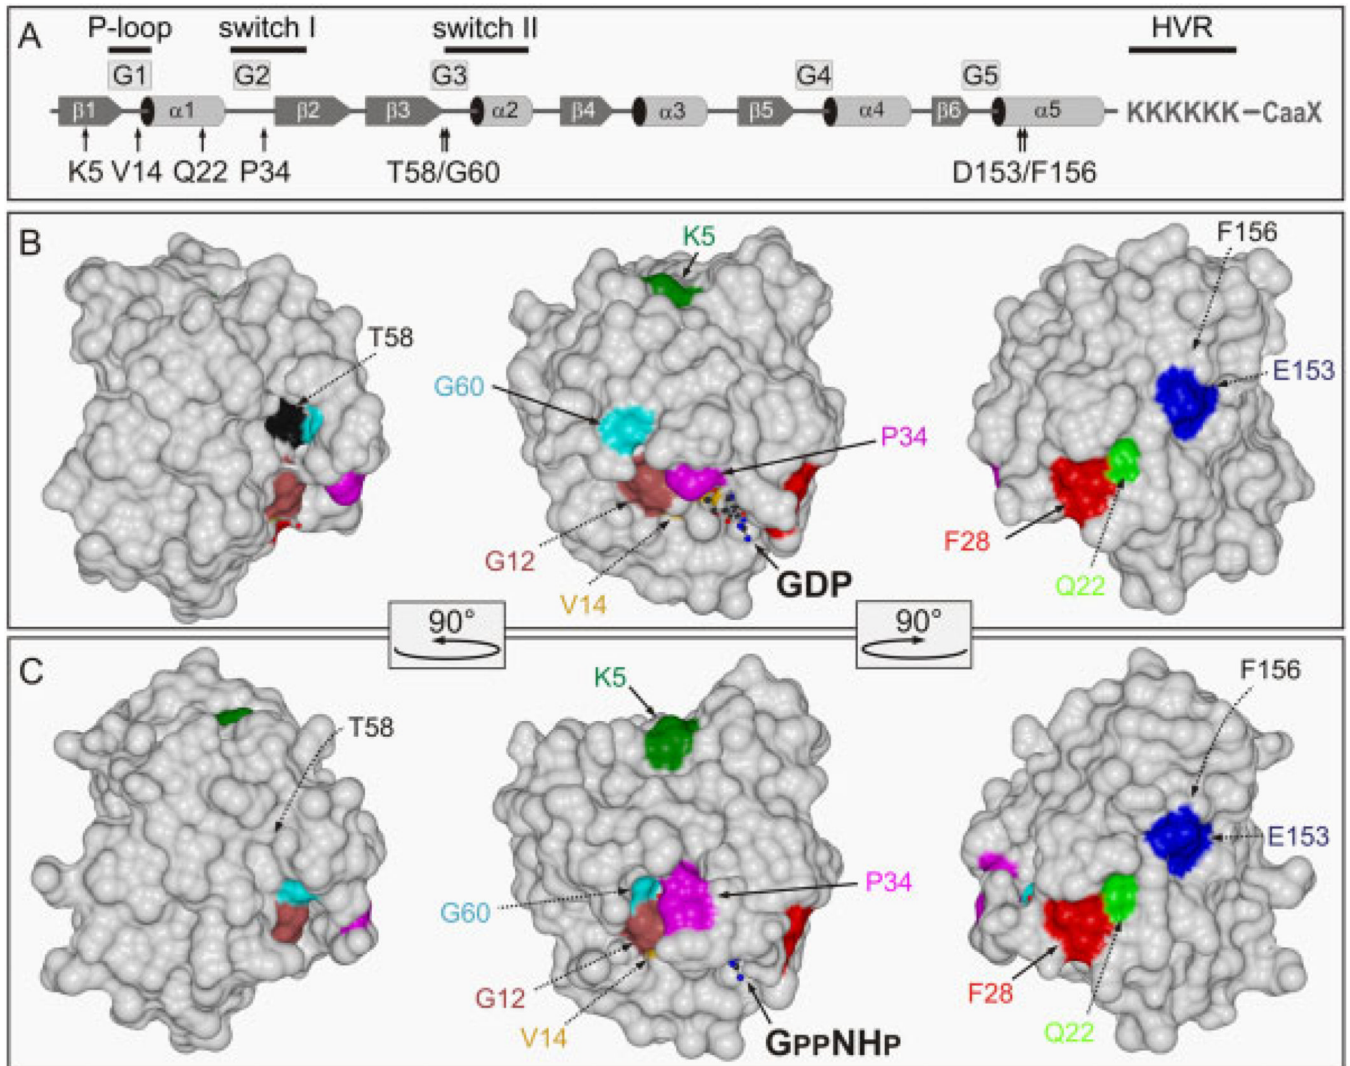 A
P-loop switch I switch II HVR
G1 G2 G3 G4 G5
β1 α1 β2 β3 α2 β4 α3 β5 α4 β6 α5 KKKKKK–CaaX
K5 V14 Q22 P34 T58/G60 D153/F156
B
K5
F156
T58
E153
G60
P34
F28
G12
GDP
Q22
V14
90° 90°
C
K5
F156
T58
E153
P34
G60
F28
G12
V14
GPPNHP
Q22